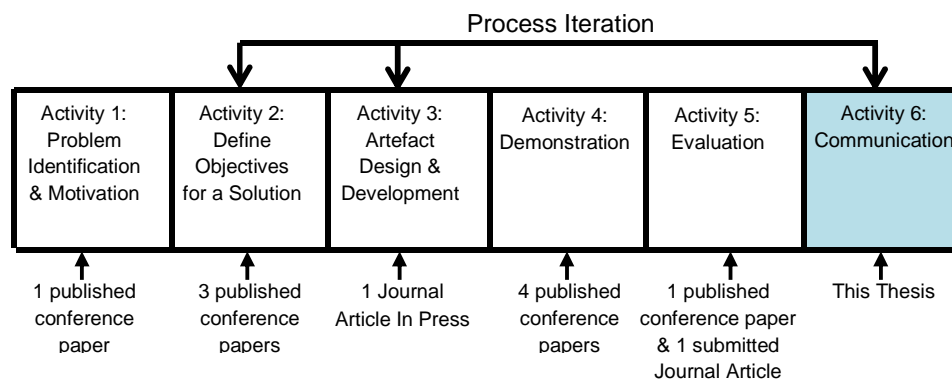 Process Iteration
Activity 1:
Problem
Identification
& Motivation
Activity 2:
Define
Objectives
for a Solution
Activity 3:
Artefact
Design &
Development
Activity 4:
Demonstration
Activity 5:
Evaluation
Activity 6:
Communication
1 published
conference
paper
3 published
conference
papers
1 Journal
Article In Press
4 published
conference
papers
1 published
conference paper
& 1 submitted
Journal Article
This Thesis